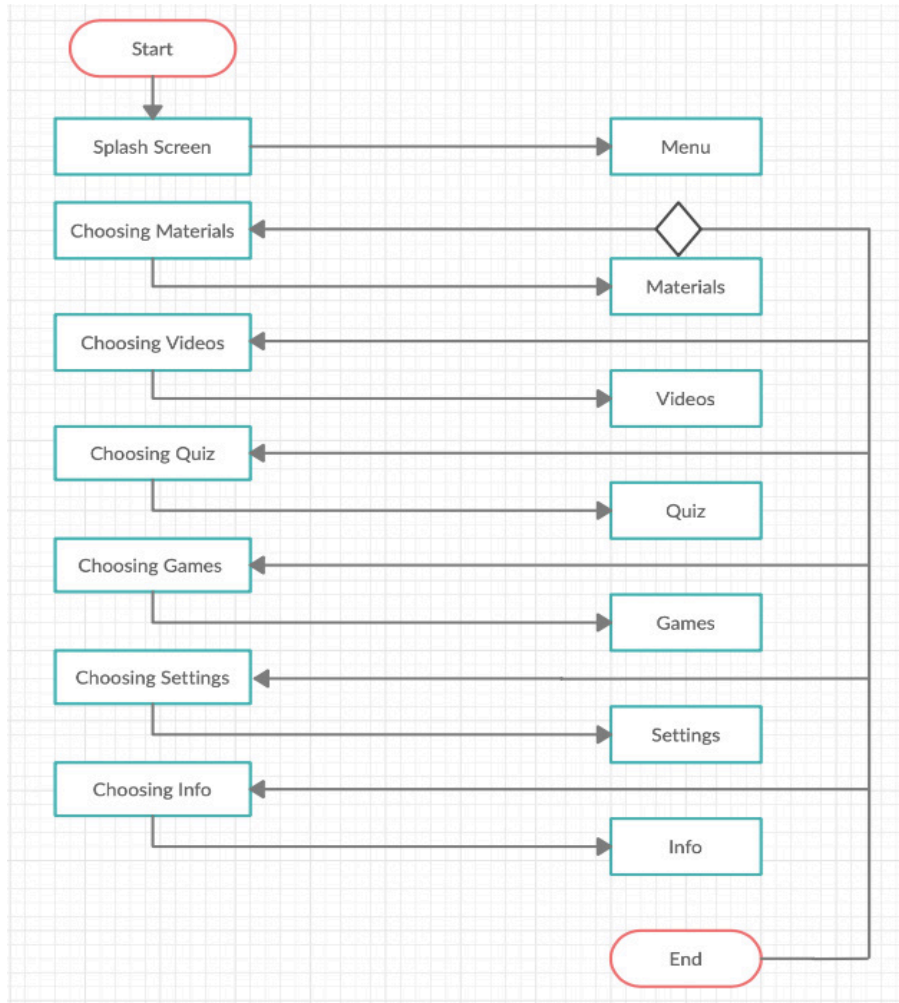 Start
Splash Screen
Menu
Choosing Materials
Materials
Choosing Videos
Videos
Choosing Quiz
Quiz
Choosing Games
Games
Choosing Settings
Settings
Choosing Info
Info
End